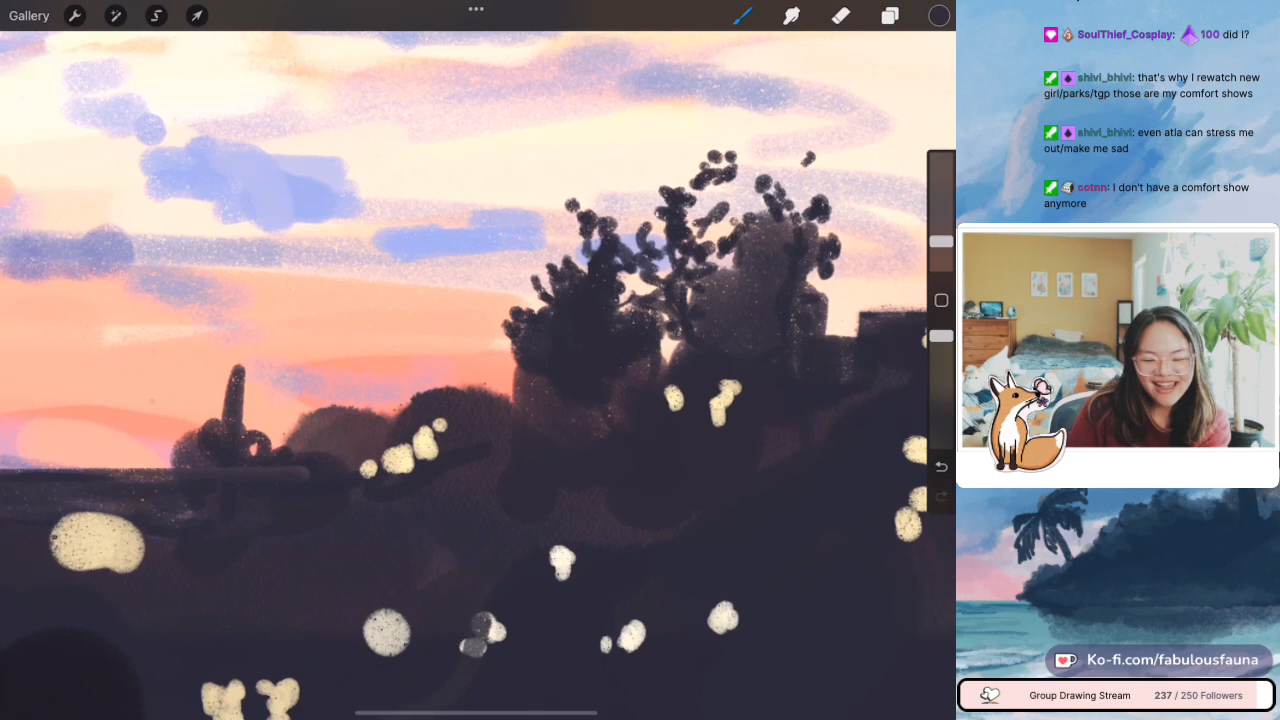 Gallery
SoulThief_Cosplay: 100 did I?
shivi_bhivi: that's why I rewatch new
girl/parks/tgp those are my comfort shows
shivi_bhivi: even atla can stress me
out/make me sad
cotnn: I don't have a comfort show
anymore
Ko-fi.com/fabulousfauna
Group Drawing Stream 237 / 250 Followers